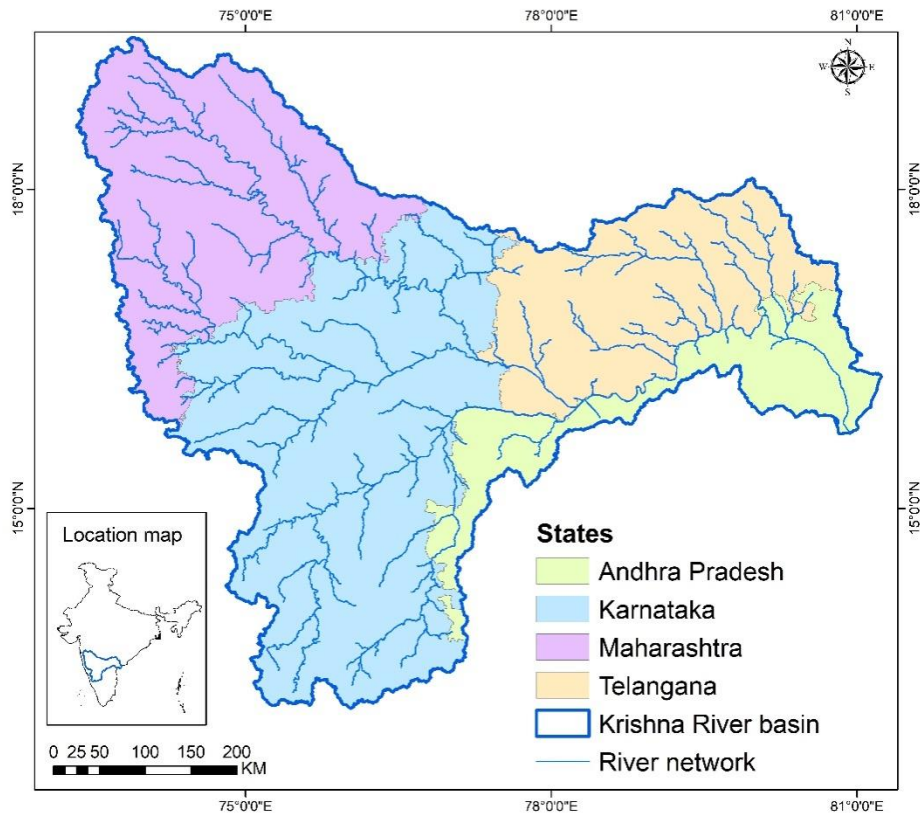 75°0'0"E 78°0'0"E 81°0'0"E
N
W E
S
18°0'0"N 18°0'0"N
15°0'0"N 15°0'0"N
Location map
States
Andhra Pradesh
Karnataka
Maharashtra
Telangana
Krishna River basin
River network
0 25 50 100 150 200
KM
75°0'0"E 78°0'0"E 81°0'0"E